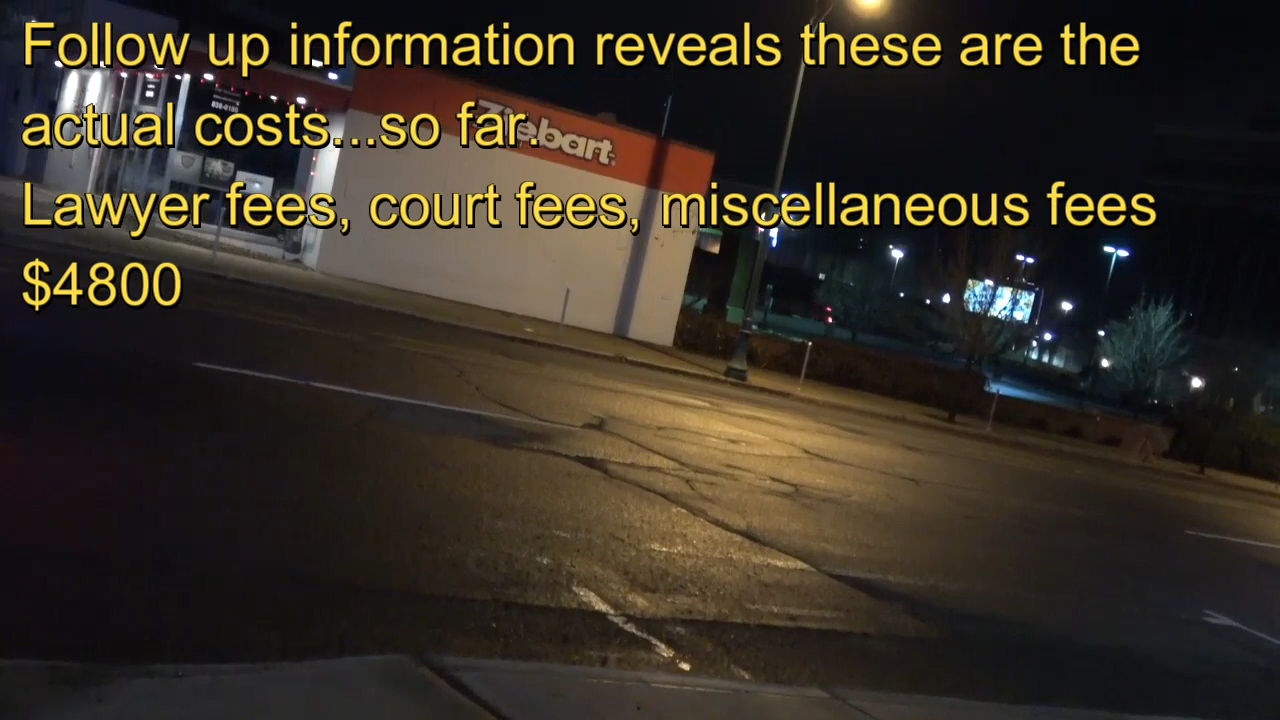 Follow up information reveals these are the
actual costs...so far.
Lawyer fees, court fees, miscellaneous fees
$4800
Ziebart